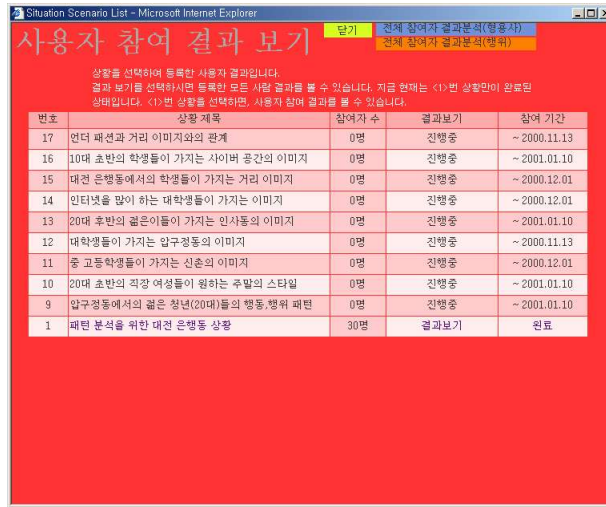 Situation Scenario List - Microsoft Internet Explorer
사용자 참여 결과 보기
닫기
전체 참여자 결과분석(형용사)
전체 참여자 결과분석(행위)
상황을 선택하여 등록한 사용자 결과입니다.
결과 보기를 선택하시면 등록한 모든 사람 결과를 볼 수 있습니다. 지금 현재는 <1>번 상황만이 완료된
상태입니다. <1>번 상황을 선택하면, 사용자 참여 결과를 볼 수 있습니다.
번호 상황 제목 참여자 수 결과보기 참여 기간
17 언더 패션과 거리 이미지와의 관계 0명 진행중 ~ 2000.11.13
16 10대 초반의 학생들이 가지는 사이버 공간의 이미지 0명 진행중 ~ 2001.01.10
15 대전 은행동에서의 학생들이 가지는 거리 이미지 0명 진행중 ~ 2000.12.01
14 인터넷을 많이 하는 대학생들이 가지는 이미지 0명 진행중 ~ 2000.12.01
13 20대 후반의 젊은이들이 가지는 인사동의 이미지 0명 진행중 ~ 2001.01.10
12 대학생들이 가지는 압구정동의 이미지 0명 진행중 ~ 2000.11.13
11 중 고등학생들이 가지는 신촌의 이미지 0명 진행중 ~ 2000.12.01
10 20대 초반의 직장 여성들이 원하는 주말의 스타일 0명 진행중 ~ 2001.01.10
9 압구정동에서의 젊은 청년(20대)들의 행동,행위 패턴 0명 진행중 ~ 2001.01.10
1 패턴 분석을 위한 대전 은행동 상황 30명 결과보기 완료